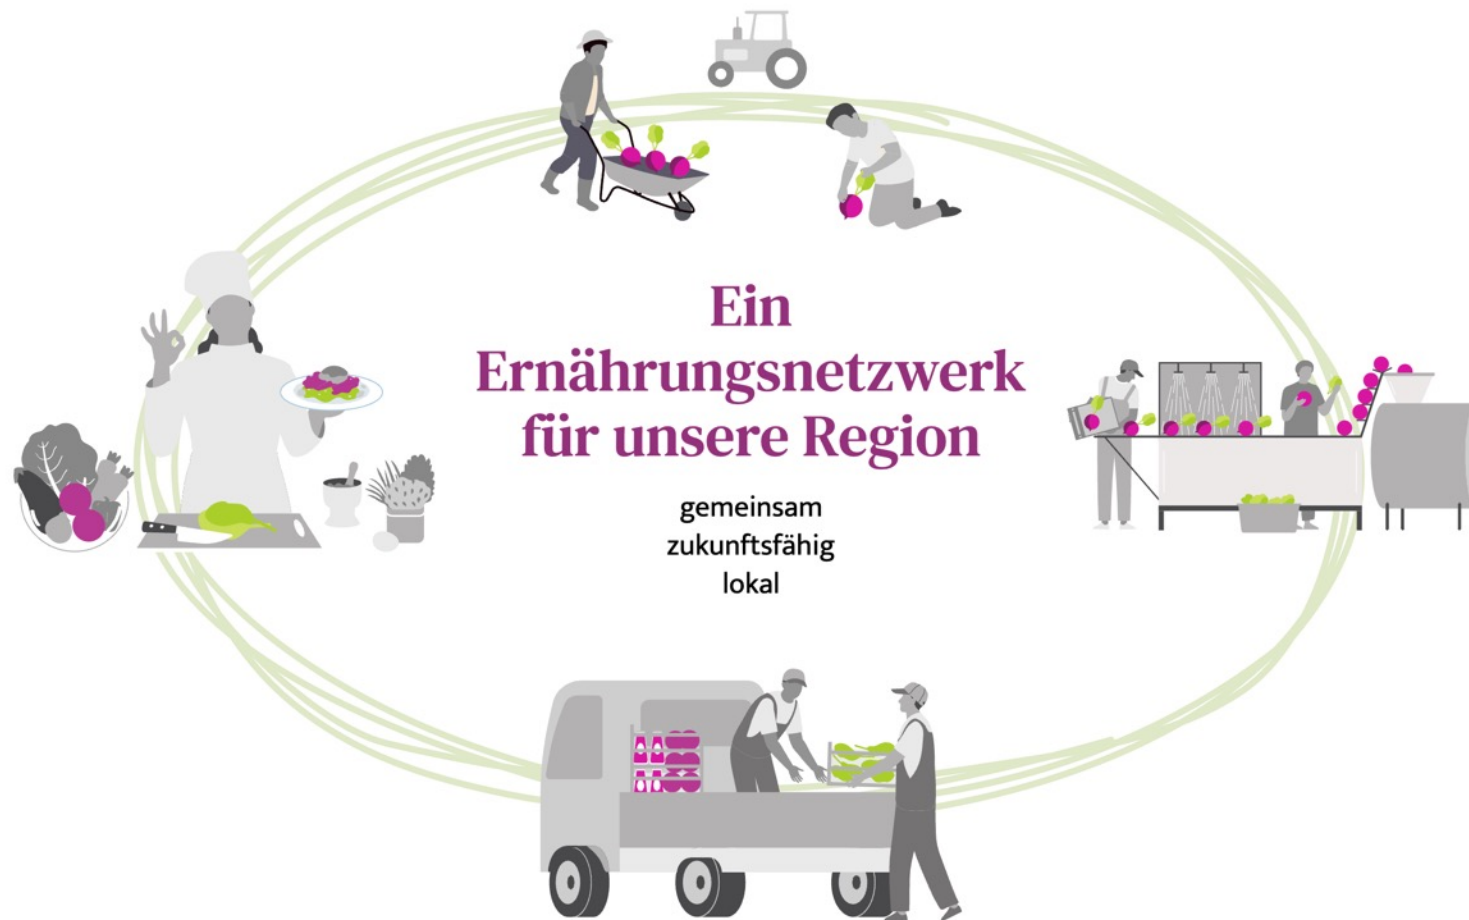 Ein
Ernährungsnetzwerk
für unsere Region
gemeinsam
zukunftsfähig
lokal